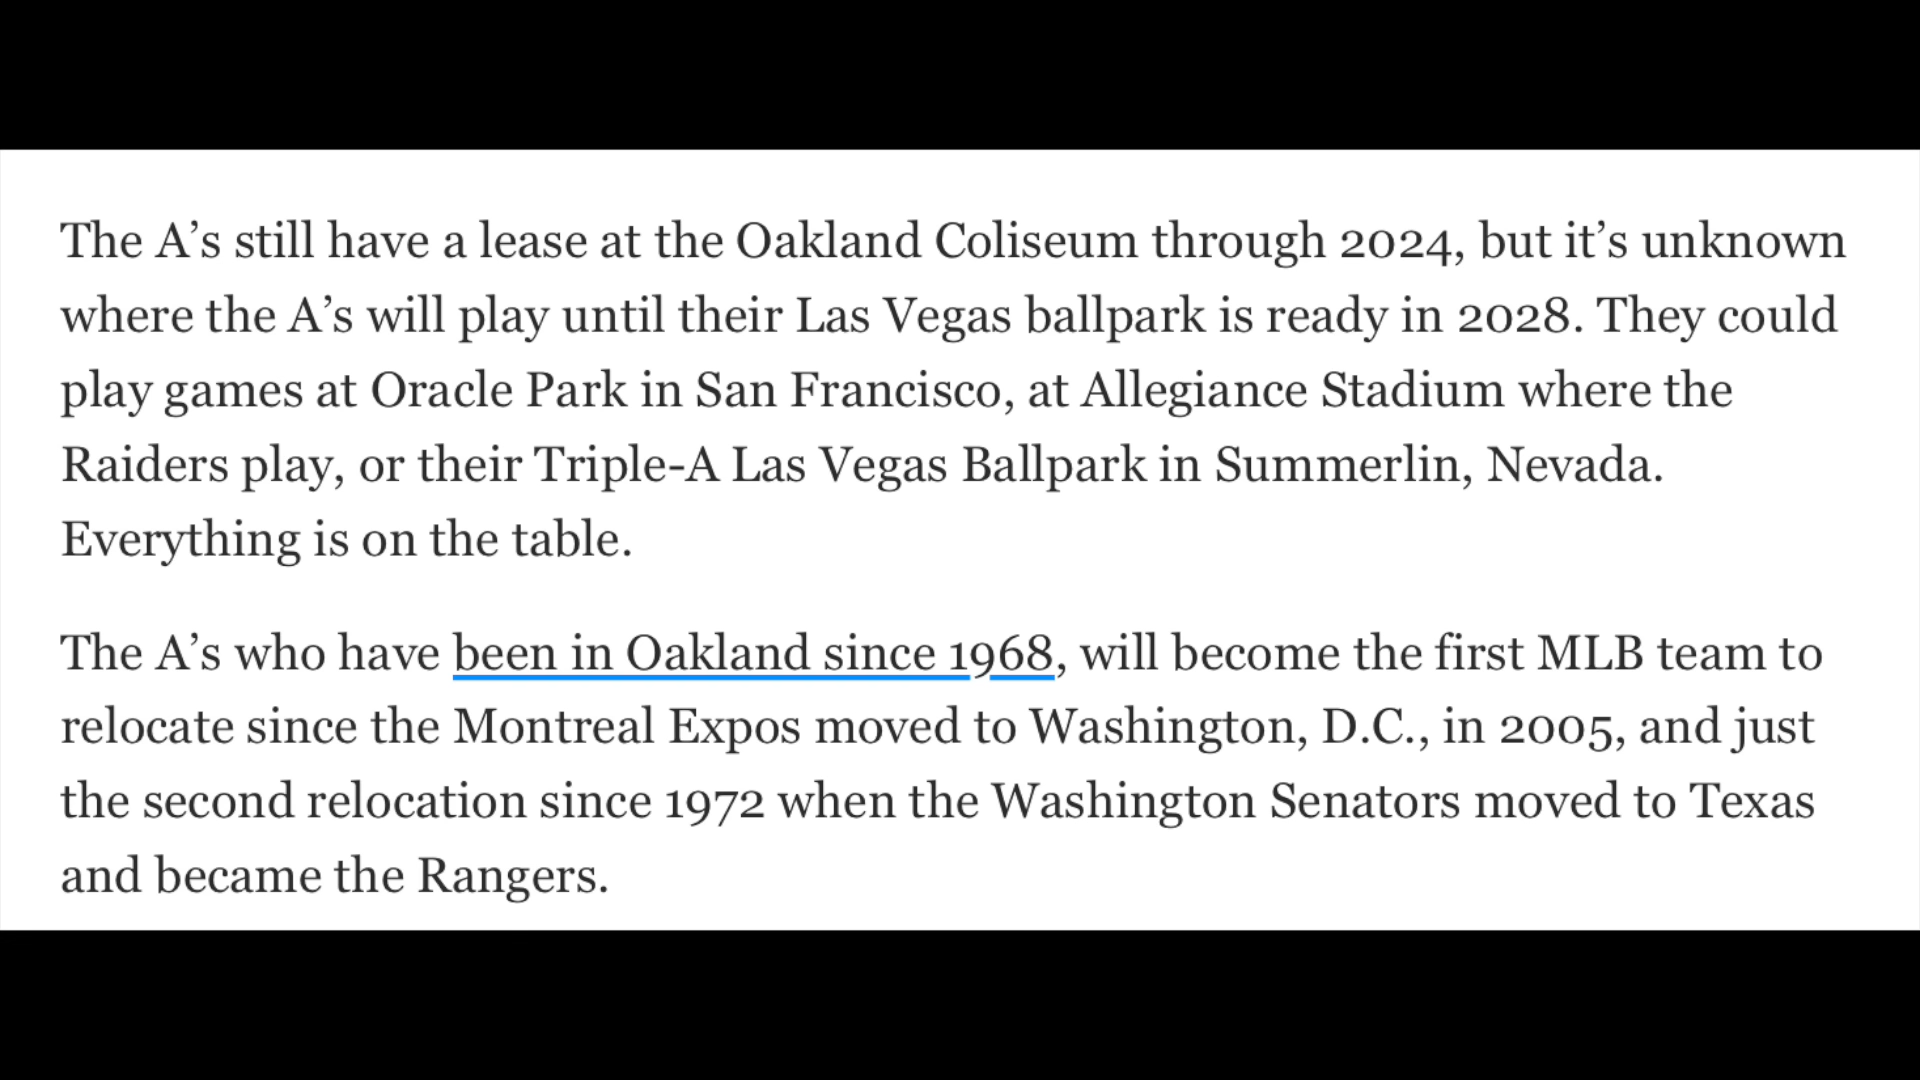 The A’s still have a lease at the Oakland Coliseum through 2024, but it’s unknown
where the A’s will play until their Las Vegas ballpark is ready in 2028. They could
play games at Oracle Park in San Francisco, at Allegiance Stadium where the
Raiders play, or their Triple-A Las Vegas Ballpark in Summerlin, Nevada.
Everything is on the table.
The A’s who have been in Oakland since 1968, will become the first MLB team to
relocate since the Montreal Expos moved to Washington, D.C., in 2005, and just
the second relocation since 1972 when the Washington Senators moved to Texas
and became the Rangers.